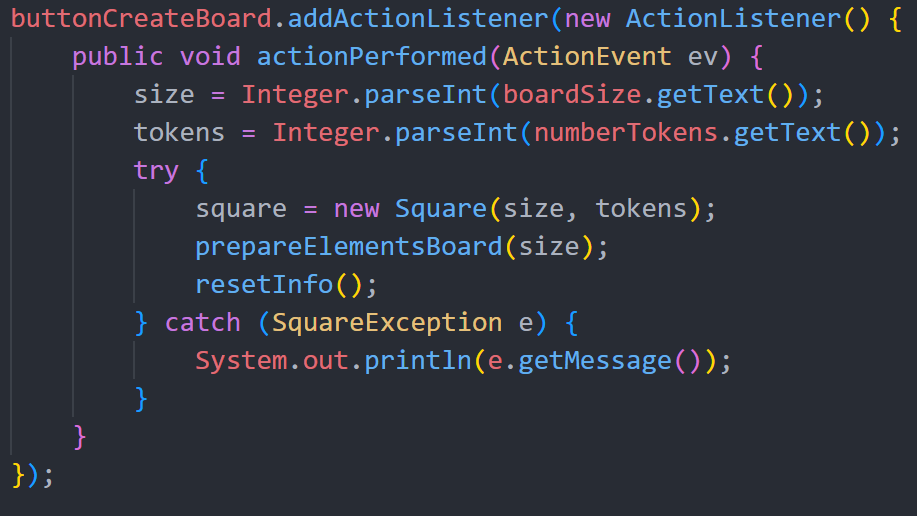 buttonCreateBoard.addActionListener(new ActionListener() {
    public void actionPerformed(ActionEvent ev) {
        size = Integer.parseInt(boardSize.getText());
        tokens = Integer.parseInt(numberTokens.getText());
        try {
            square = new Square(size, tokens);
            prepareElementsBoard(size);
            resetInfo();
        } catch (SquareException e) {
            System.out.println(e.getMessage());
        }
    }
});